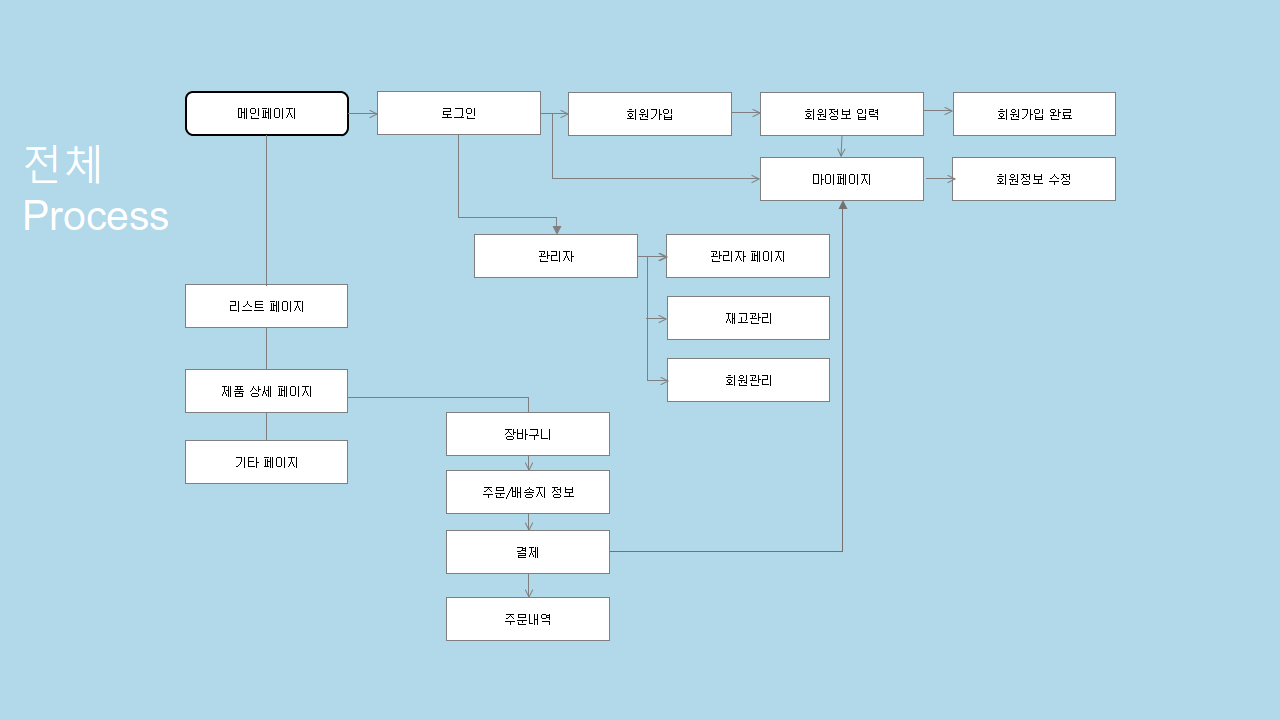 전체
Process
메인페이지
로그인
회원가입
회원정보 입력
회원가입 완료
마이페이지
회원정보 수정
관리자
관리자 페이지
재고관리
회원관리
리스트 페이지
제품 상세 페이지
기타 페이지
장바구니
주문/배송지 정보
결제
주문내역